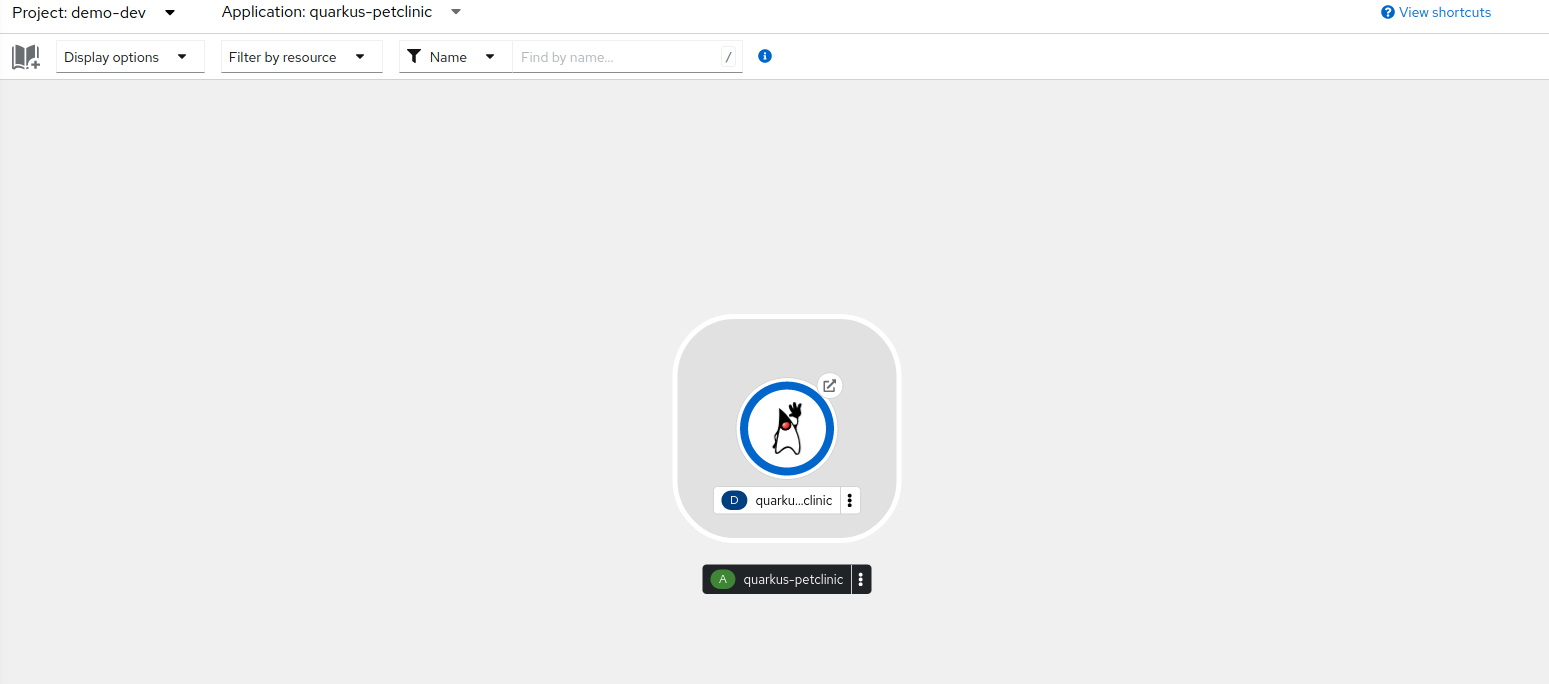 Project: demo-dev Application: quarkus-petclinic View shortcuts
Display options Filter by resource Name Find by name... /
D quarku...clinic
A quarkus-petclinic